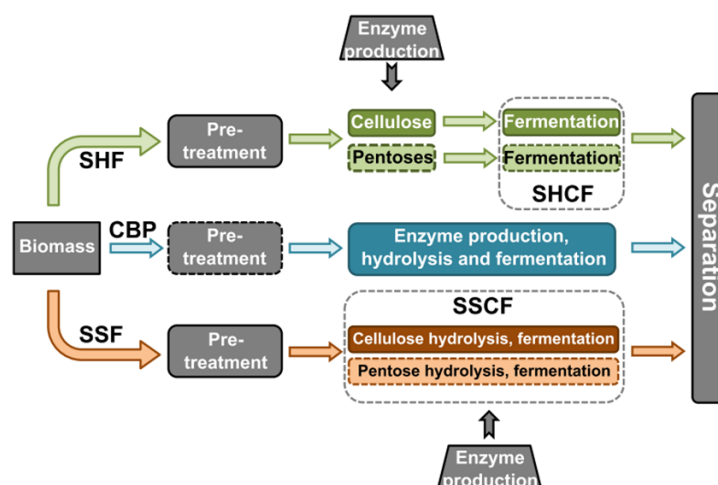 Enzyme
production
Pre-
treatment
Cellulose
Fermentation
Pentoses
Fermentation
SHF
SHCF
Biomass
CBP
Pre-
treatment
Enzyme production,
hydrolysis and fermentation
Separation
SSCF
SSF
Pre-
treatment
Cellulose hydrolysis, fermentation
Pentose hydrolysis, fermentation
Enzyme
production